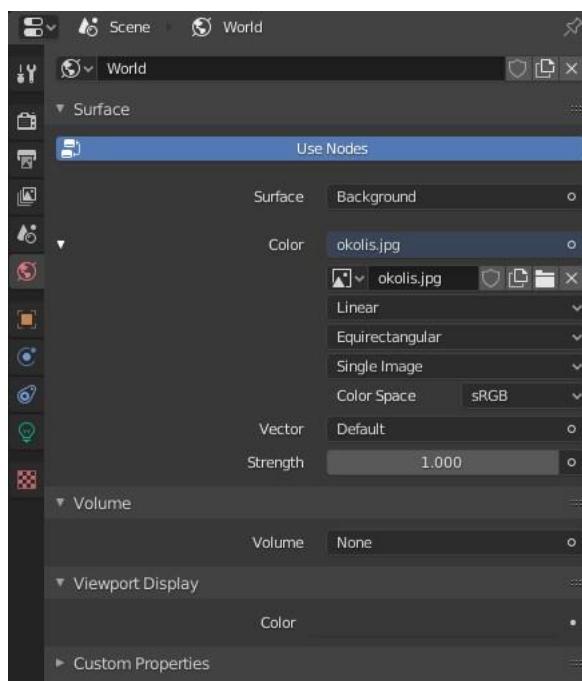 Scene World
World
Surface
Use Nodes
Surface Background
Color okolis.jpg
okolis.jpg
Linear
Equirectangular
Single Image
Color Space sRGB
Vector Default
Strength 1.000
Volume
Volume None
Viewport Display
Color
Custom Properties